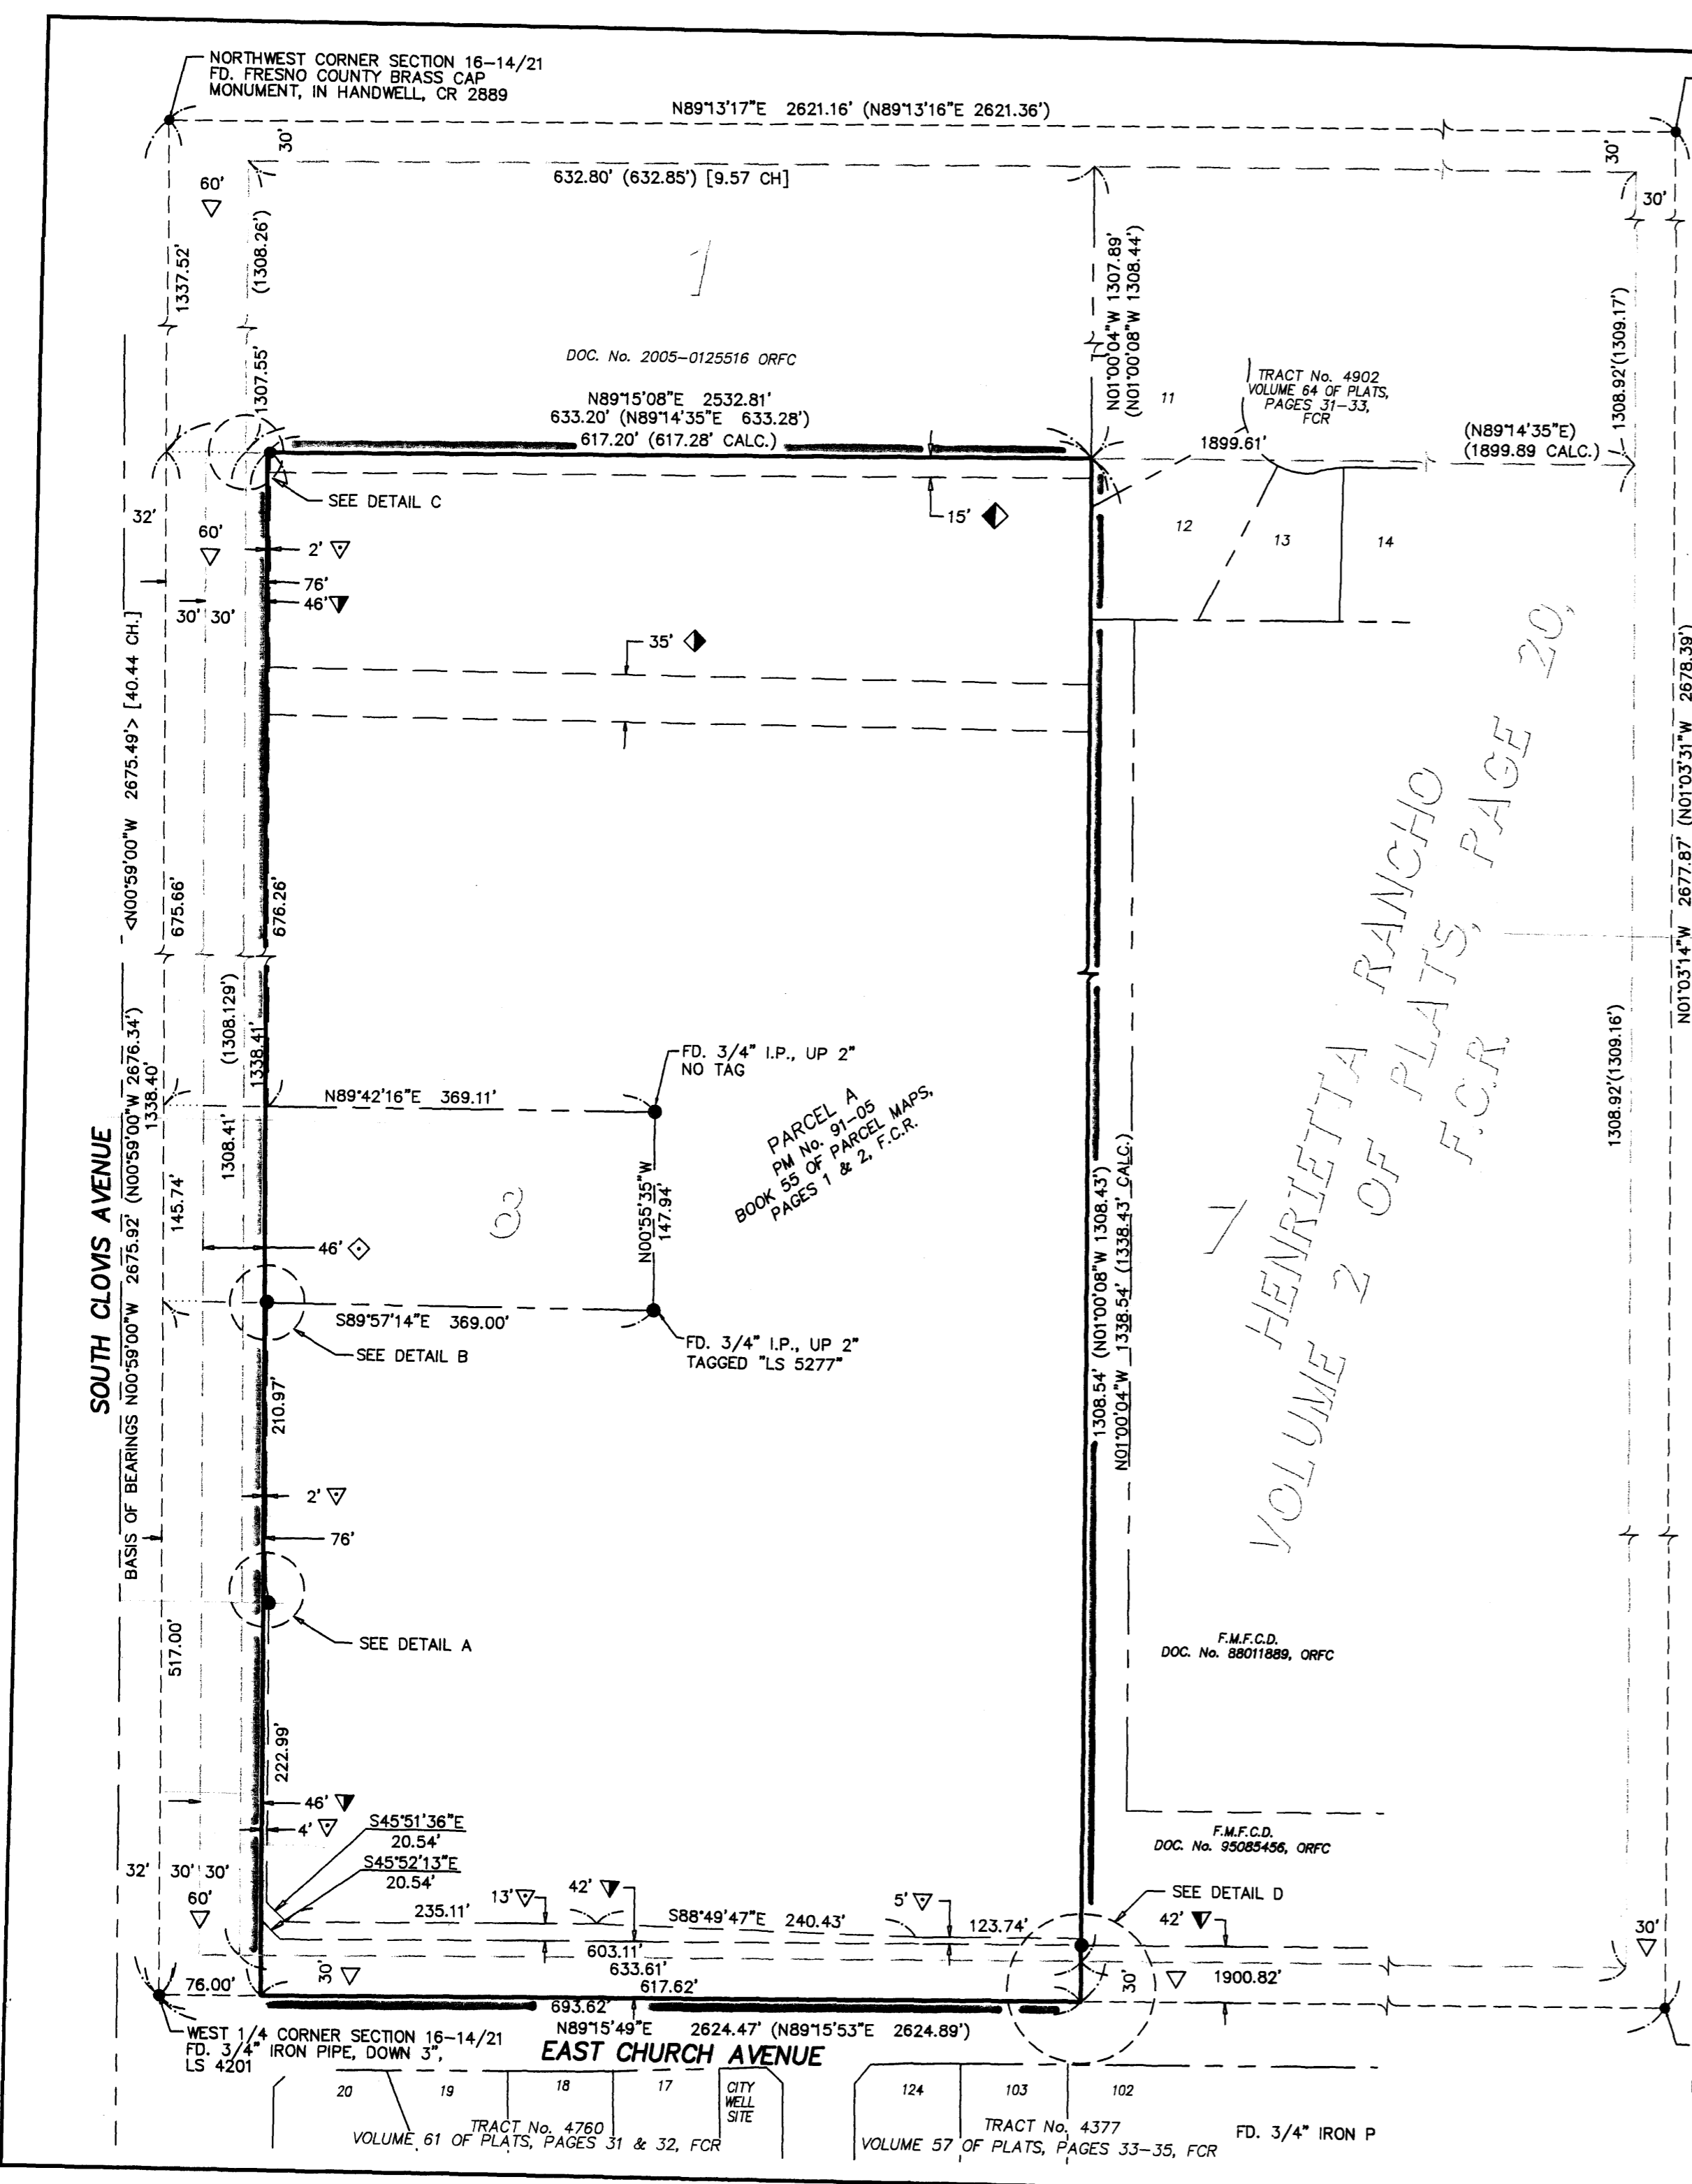 NORTHWEST CORNER SECTION 16-14/21
FD. FRESNO COUNTY BRASS CAP
MONUMENT, IN HANDWELL, CR 2889
N89°13'17"E 2621.16' (N89°13'16"E 2621.36')
30'
30'
30'
60'
632.80' (632.85') [9.57 CH]
1337.52'
(1308.26')
1307.55'
1
N01°00'04"W 1307.89'
(N01°00'08"W 1308.44')
DOC. No. 2005-0125516 ORFC
N89°15'08"E 2532.81'
633.20' (N89°14'35"E 633.28')
617.20' (617.28' CALC.)
11
TRACT No. 4902
VOLUME 64 OF PLATS,
PAGES 31-33,
FCR
1899.61'
(N89°14'35"E)
(1899.89 CALC.)
1308.92'(1309.17')
SEE DETAIL C
15'
32'
60'
2'
76'
46'
30' 30'
12
13
14
35'
<N00°59'00"W 2675.49'> [40.44 CH.]
675.66'
676.26'
N01°03'14"W 2677.87' (N01°03'31"W 2678.39')
HENRIETTA RANCHO
VOLUME 2 OF PLATS, PAGE 20,
F.C.R.
7
SOUTH CLOVIS AVENUE
BASIS OF BEARINGS N00°59'00"W 2675.92' (N00°59'00"W 2676.34')
1338.40'
(1308.129')
1338.41'
1308.41'
145.74'
FD. 3/4" I.P., UP 2"
NO TAG
N89°42'16"E 369.11'
PARCEL A
PM No. 91-05
BOOK 55 OF PARCEL MAPS,
PAGES 1 & 2, F.C.R.
N00°55'35"W
147.94'
8
46'
S89°57'14"E 369.00'
FD. 3/4" I.P., UP 2"
TAGGED "LS 5277"
SEE DETAIL B
1308.54' (N01°00'08"W 1308.43')
N01°00'04"W 1338.54' (1338.43' CALC.)
1308.92'(1309.16')
210.97'
2'
76'
SEE DETAIL A
517.00'
F.M.F.C.D.
DOC. No. 88011889, ORFC
222.99'
46'
4'
S45°51'36"E
20.54'
S45°52'13"E
20.54'
F.M.F.C.D.
DOC. No. 95085456, ORFC
32'
30' 30'
60'
13'
42'
5'
SEE DETAIL D
42'
30'
235.11'
S88°49'47"E 240.43'
123.74'
603.11'
633.61'
617.62'
30'
30'
1900.82'
76.00'
693.62'
N89°15'49"E 2624.47' (N89°15'53"E 2624.89')
WEST 1/4 CORNER SECTION 16-14/21
FD. 3/4" IRON PIPE, DOWN 3",
LS 4201
EAST CHURCH AVENUE
20
19
18
17
CITY
WELL
SITE
124
103
102
TRACT No. 4760
VOLUME 61 OF PLATS, PAGES 31 & 32, FCR
TRACT No. 4377
VOLUME 57 OF PLATS, PAGES 33-35, FCR
FD. 3/4" IRON P